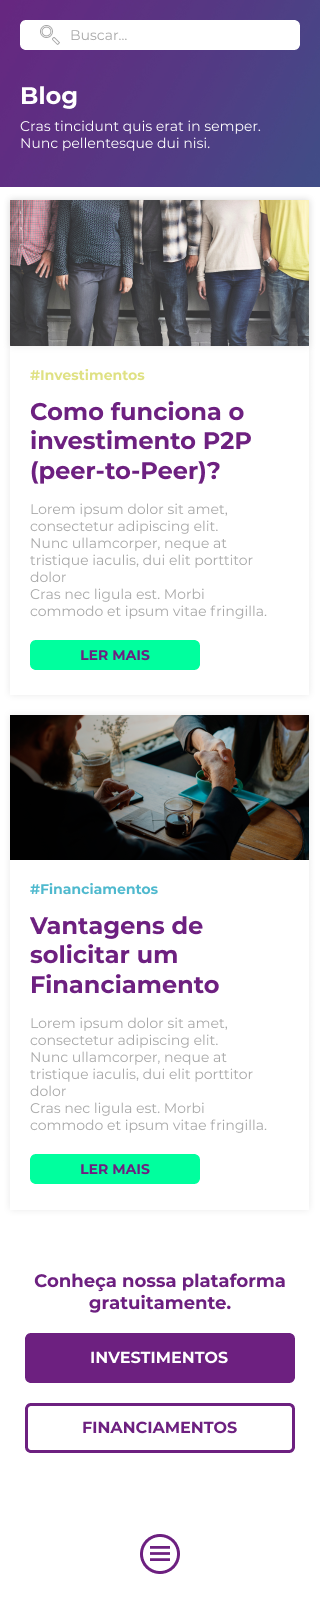 Buscar...
Blog
Cras tincidunt quis erat in semper.
Nunc pellentesque dui nisi.
#Investimentos
Como funciona o
investimento P2P
(peer-to-Peer)?
Lorem ipsum dolor sit amet,
consectetur adipiscing elit.
Nunc ullamcorper, neque at
tristique iaculis, dui elit porttitor
dolor
Cras nec ligula est. Morbi
commodo et ipsum vitae fringilla.
LER MAIS
#Financiamentos
Vantagens de
solicitar um
Financiamento
Lorem ipsum dolor sit amet,
consectetur adipiscing elit.
Nunc ullamcorper, neque at
tristique iaculis, dui elit porttitor
dolor
Cras nec ligula est. Morbi
commodo et ipsum vitae fringilla.
LER MAIS
Conheça nossa plataforma
gratuitamente.
INVESTIMENTOS
FINANCIAMENTOS